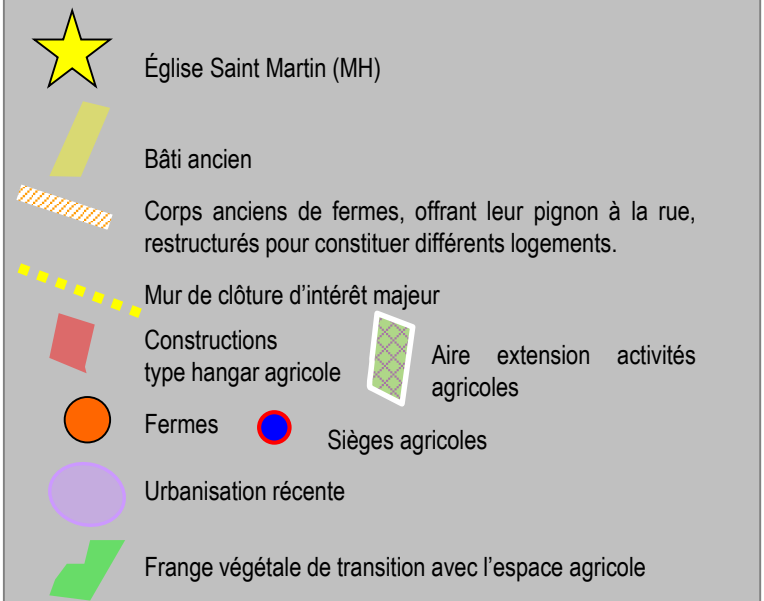 Église Saint Martin (MH)
Bâti ancien
Corps anciens de fermes, offrant leur pignon à la rue,
restructurés pour constituer différents logements.
Mur de clôture d'intérêt majeur
Constructions
type hangar agricole
Aire extension activités
agricoles
Fermes
Sièges agricoles
Urbanisation récente
Frange végétale de transition avec l'espace agricole